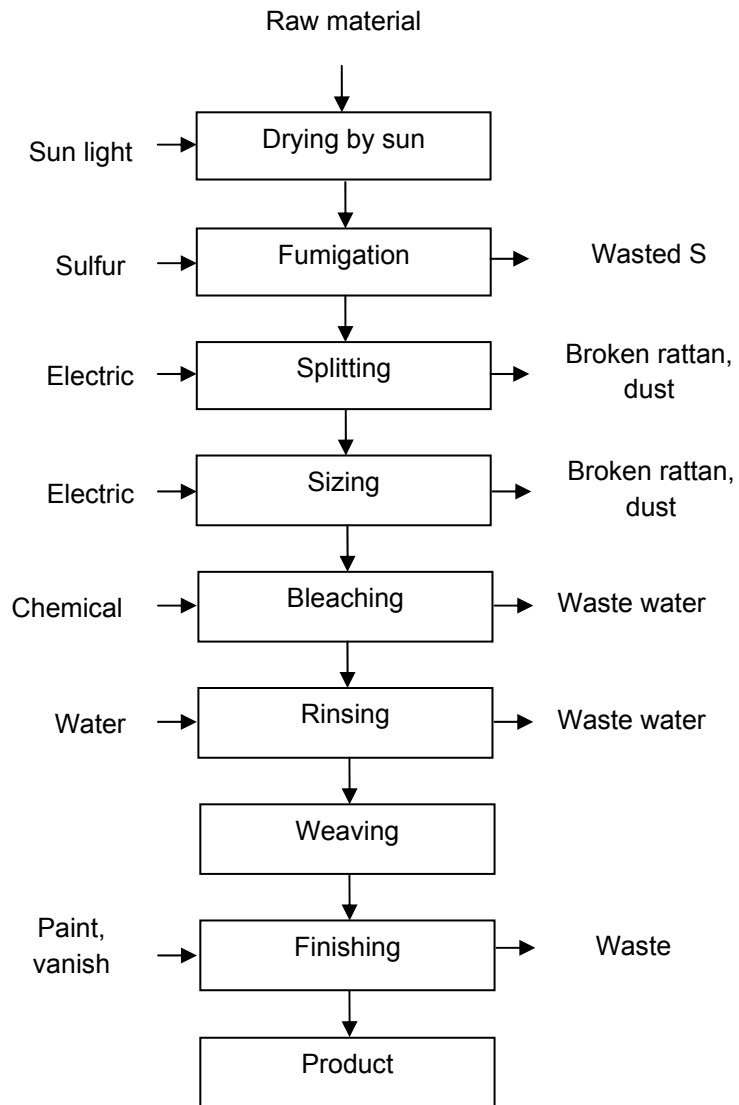 Raw material
Sun light
Drying by sun
Sulfur
Fumigation
Wasted S
Electric
Splitting
Broken rattan,
dust
Electric
Sizing
Broken rattan,
dust
Chemical
Bleaching
Waste water
Water
Rinsing
Waste water
Weaving
Paint,
vanish
Finishing
Waste
Product